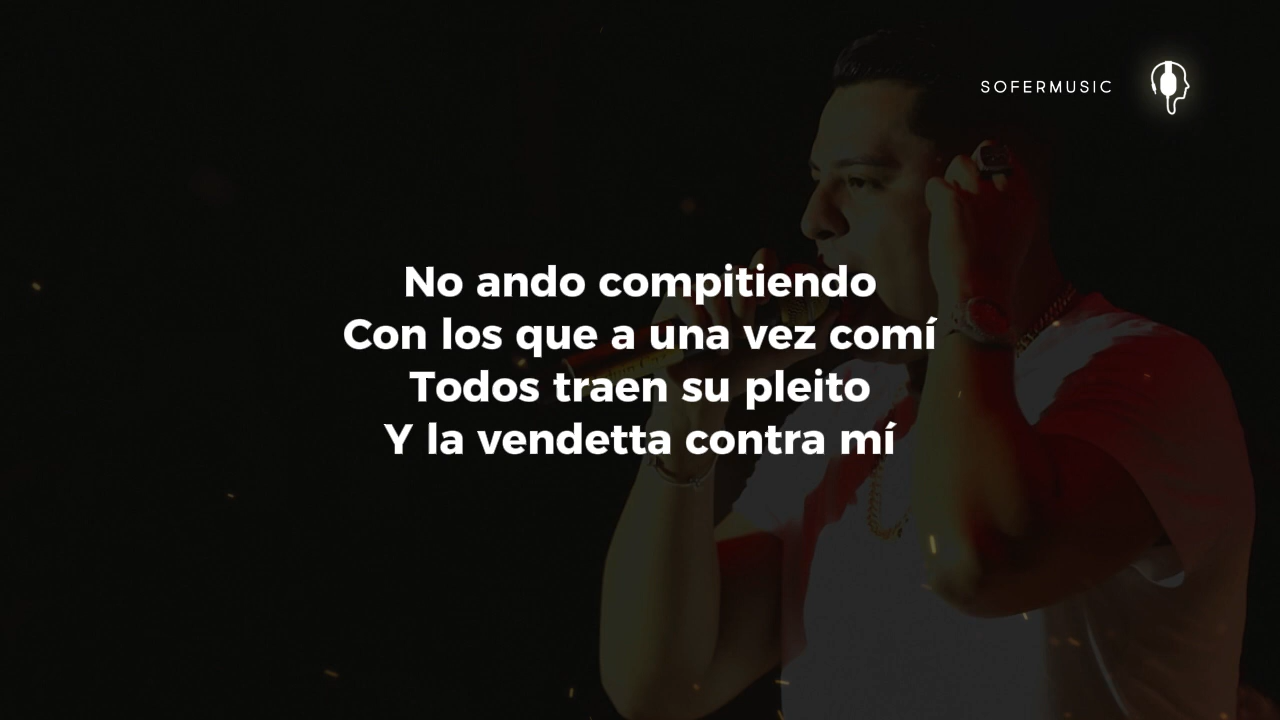 SOFERMUSIC
No ando compitiendo
Con los que a una vez comí
Todos traen su pleito
Y la vendetta contra mí